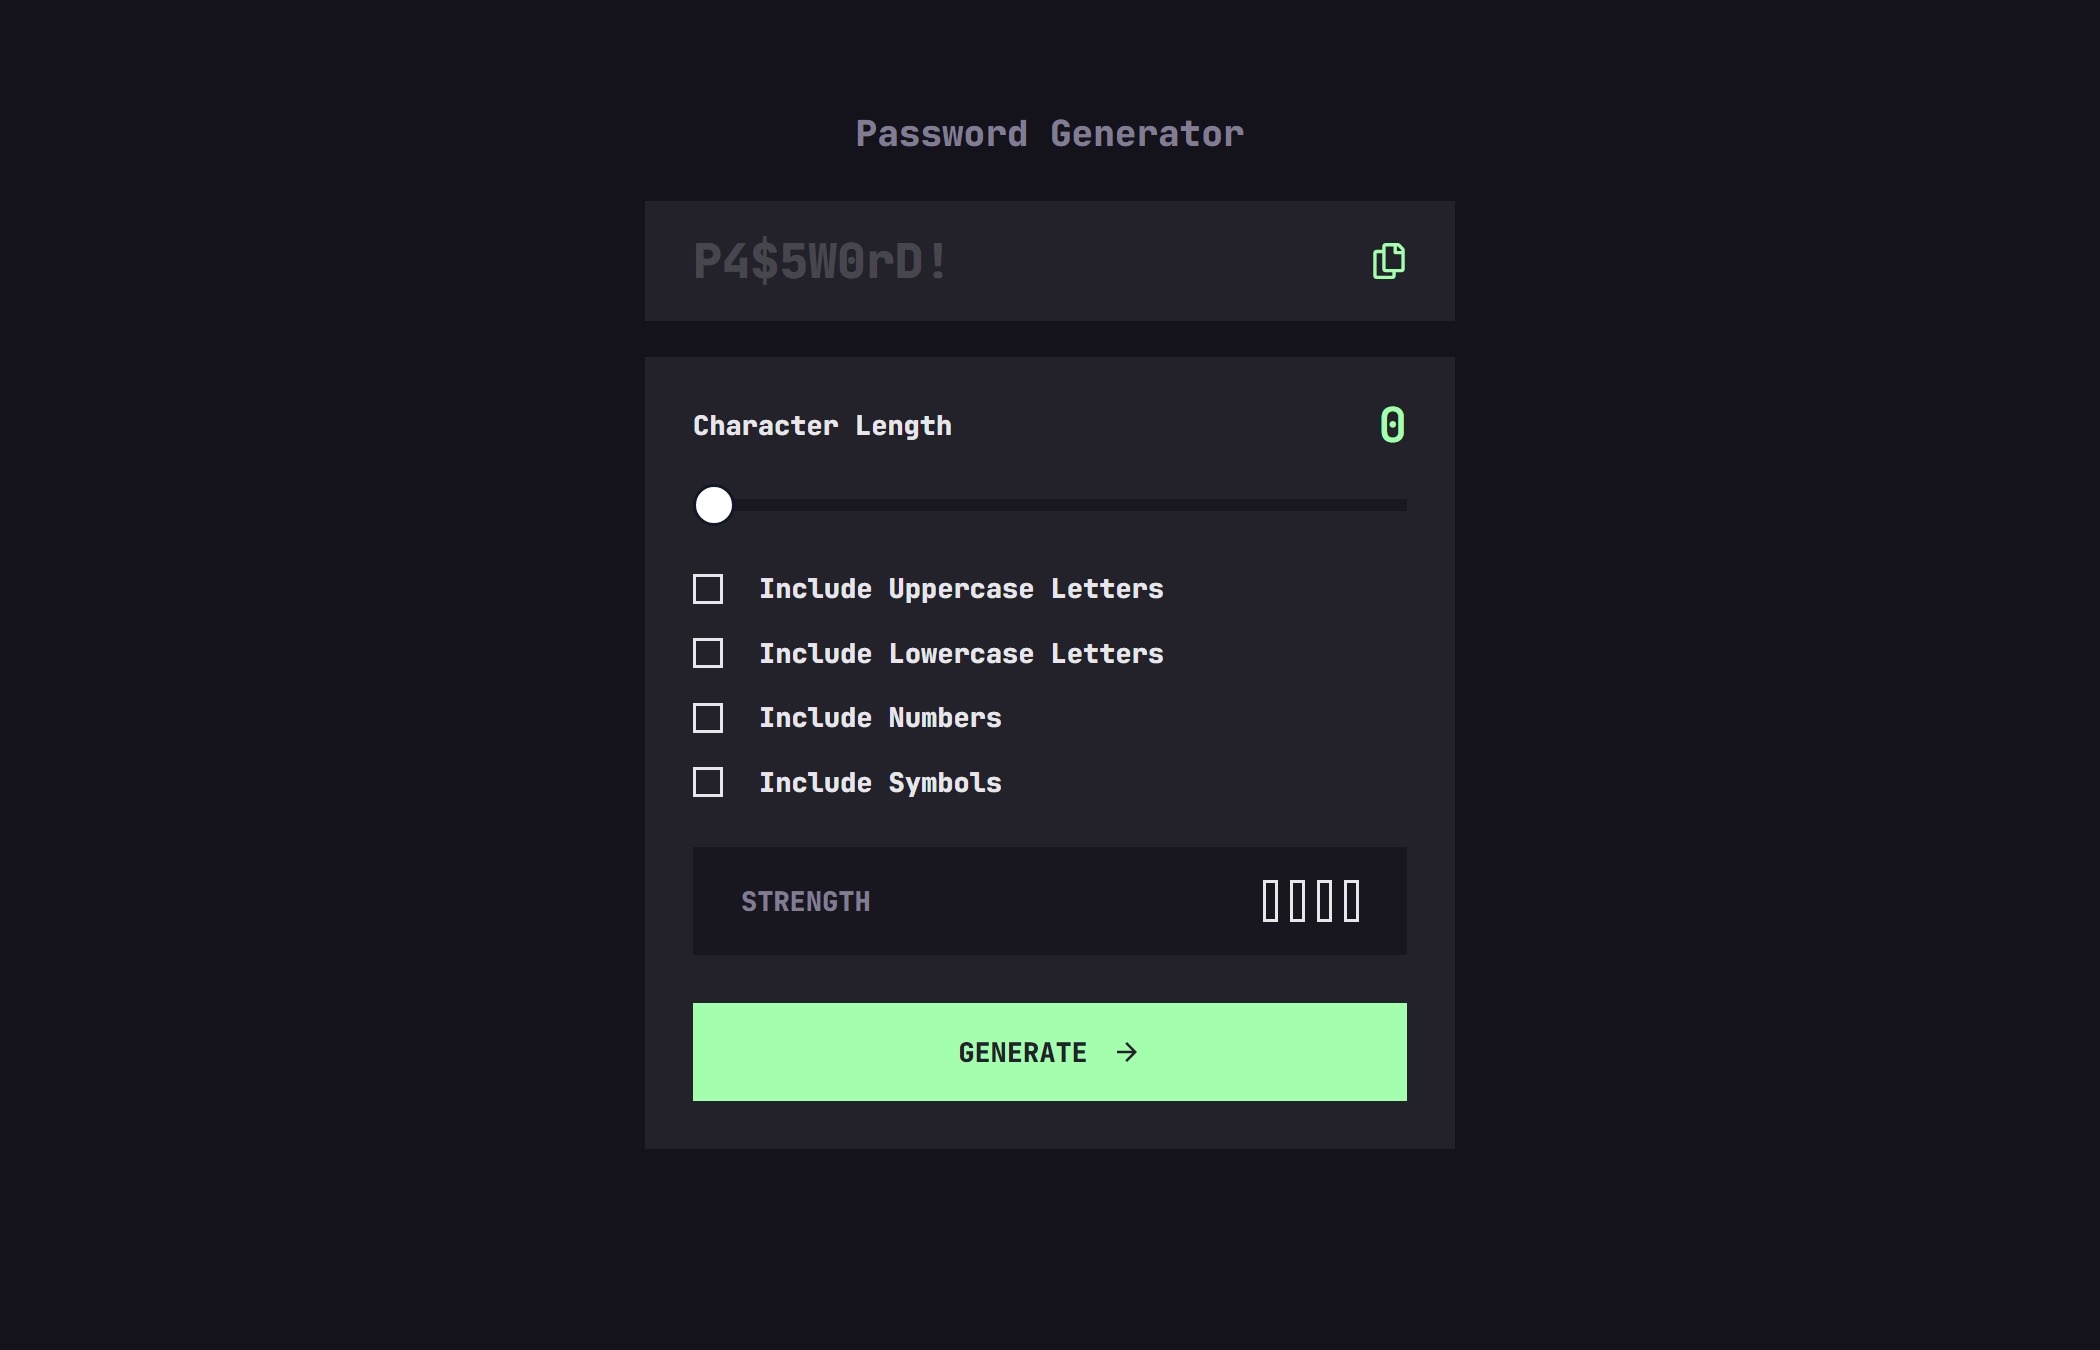 Password Generator
P4$5W0rD!
Character Length 0
Include Uppercase Letters
Include Lowercase Letters
Include Numbers
Include Symbols
STRENGTH
GENERATE →